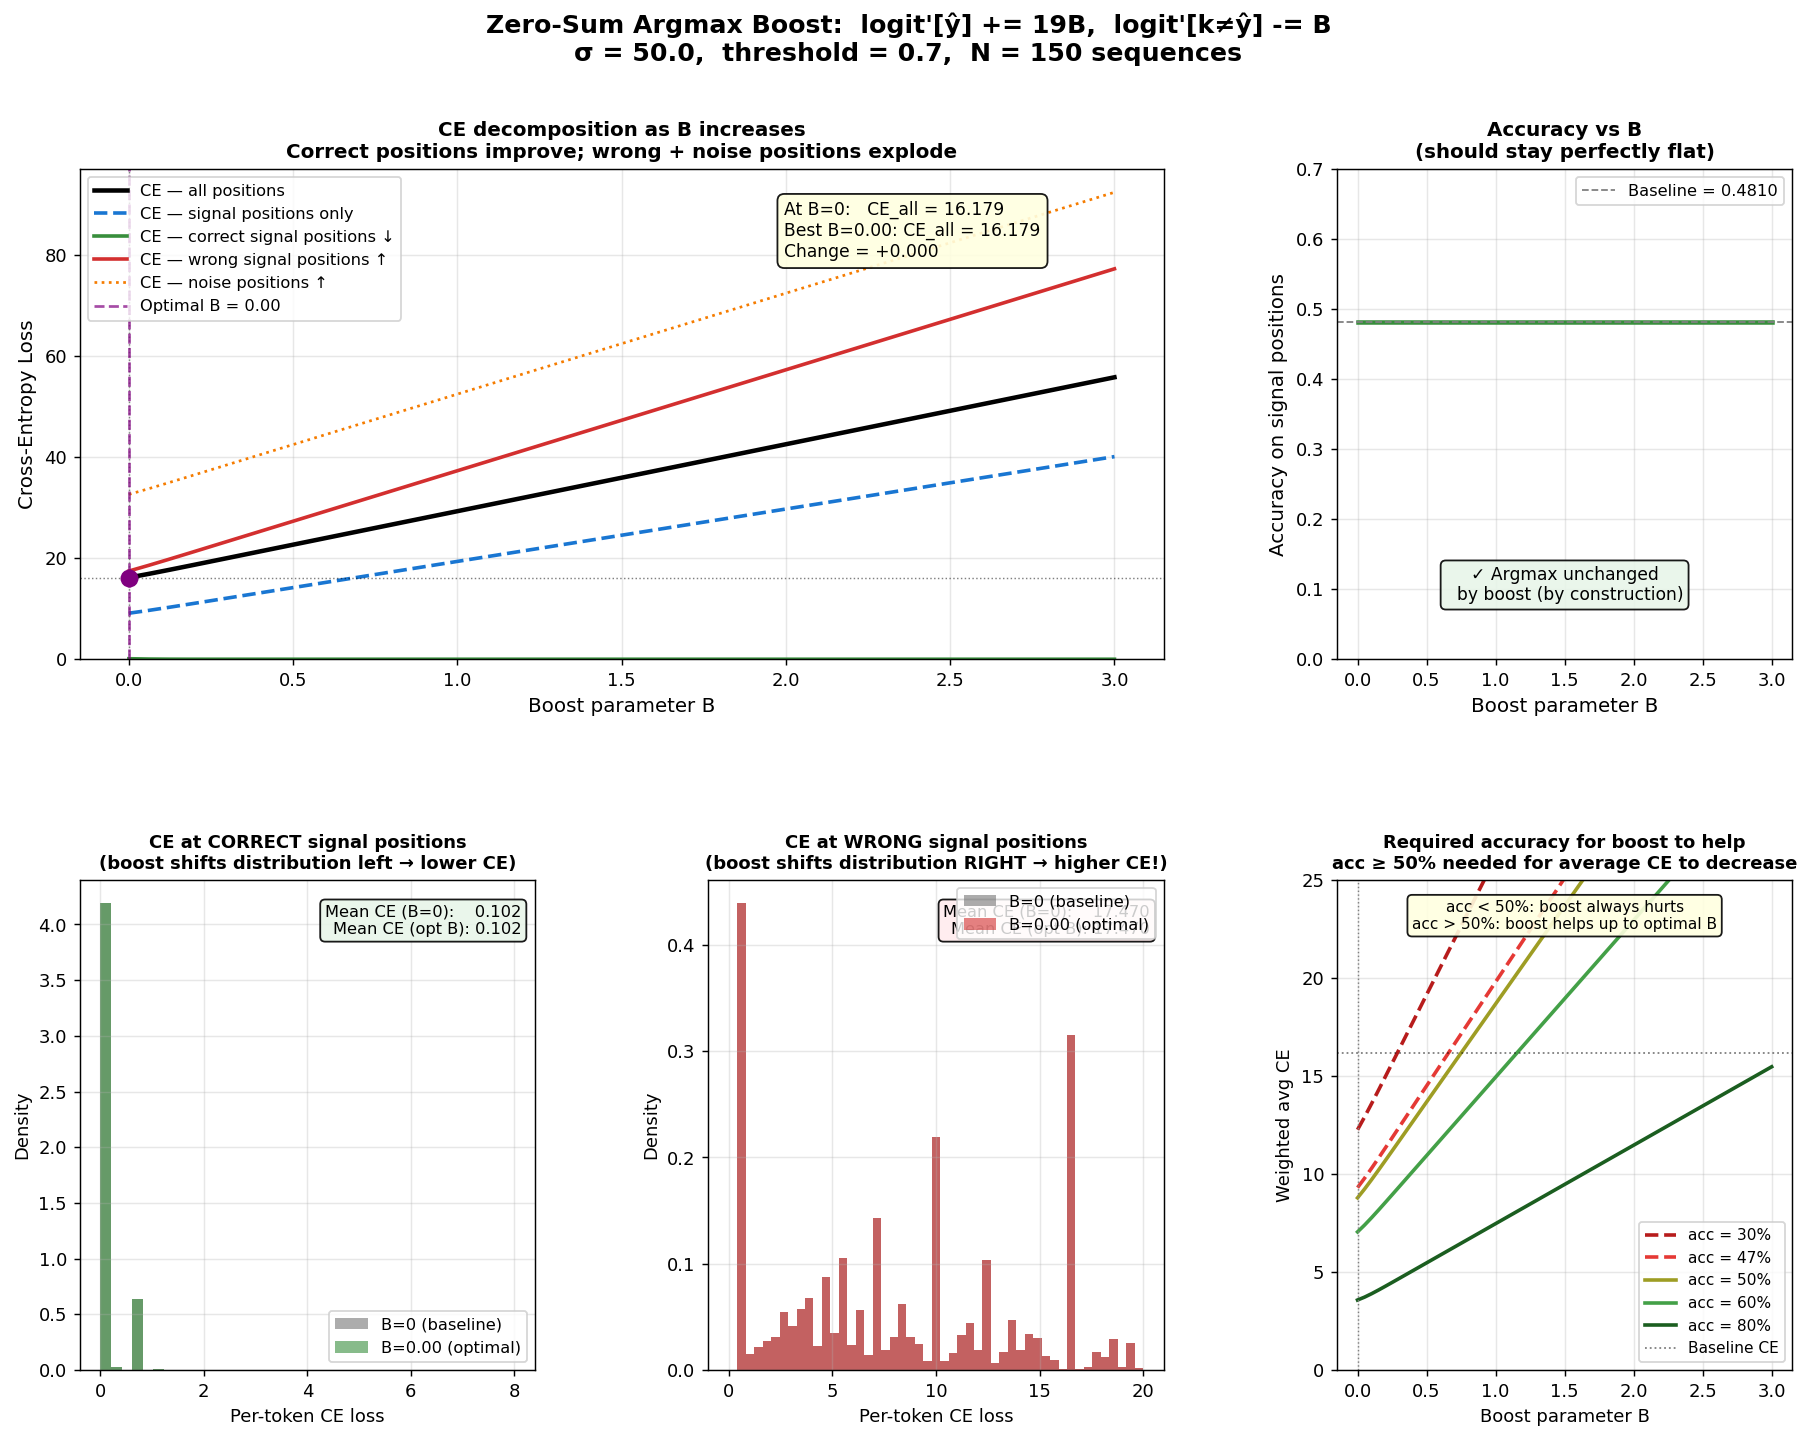 Zero-Sum Argmax Boost:  logit'[ŷ] += 19B,  logit'[k≠ŷ] -= B
σ = 50.0,  threshold = 0.7,  N = 150 sequences
CE decomposition as B increases
Correct positions improve; wrong + noise positions explode
CE — all positions
CE — signal positions only
CE — correct signal positions ↓
CE — wrong signal positions ↑
CE — noise positions ↑
Optimal B = 0.00
At B=0:   CE_all = 16.179
Best B=0.00: CE_all = 16.179
Change = +0.000
Cross-Entropy Loss
80
60
40
20
0
0.0 0.5 1.0 1.5 2.0 2.5 3.0
Boost parameter B
Accuracy vs B
(should stay perfectly flat)
Baseline = 0.4810
Accuracy on signal positions
0.7
0.6
0.5
0.4
0.3
0.2
0.1
0.0
✓ Argmax unchanged
by boost (by construction)
0.0 0.5 1.0 1.5 2.0 2.5 3.0
Boost parameter B
CE at CORRECT signal positions
(boost shifts distribution left → lower CE)
Mean CE (B=0):    0.102
Mean CE (opt B): 0.102
Density
4.0
3.5
3.0
2.5
2.0
1.5
1.0
0.5
0.0
B=0 (baseline)
B=0.00 (optimal)
0 2 4 6 8
Per-token CE loss
CE at WRONG signal positions
(boost shifts distribution RIGHT → higher CE!)
B=0 (baseline)
B=0.00 (optimal)
Mean CE (B=0):    17.470
Density
0.4
0.3
0.2
0.1
0.0
0 5 10 15 20
Per-token CE loss
Required accuracy for boost to help
acc ≥ 50% needed for average CE to decrease
acc < 50%: boost always hurts
acc > 50%: boost helps up to optimal B
Weighted avg CE
25
20
15
10
5
0
acc = 30%
acc = 47%
acc = 50%
acc = 60%
acc = 80%
Baseline CE
0.0 0.5 1.0 1.5 2.0 2.5 3.0
Boost parameter B